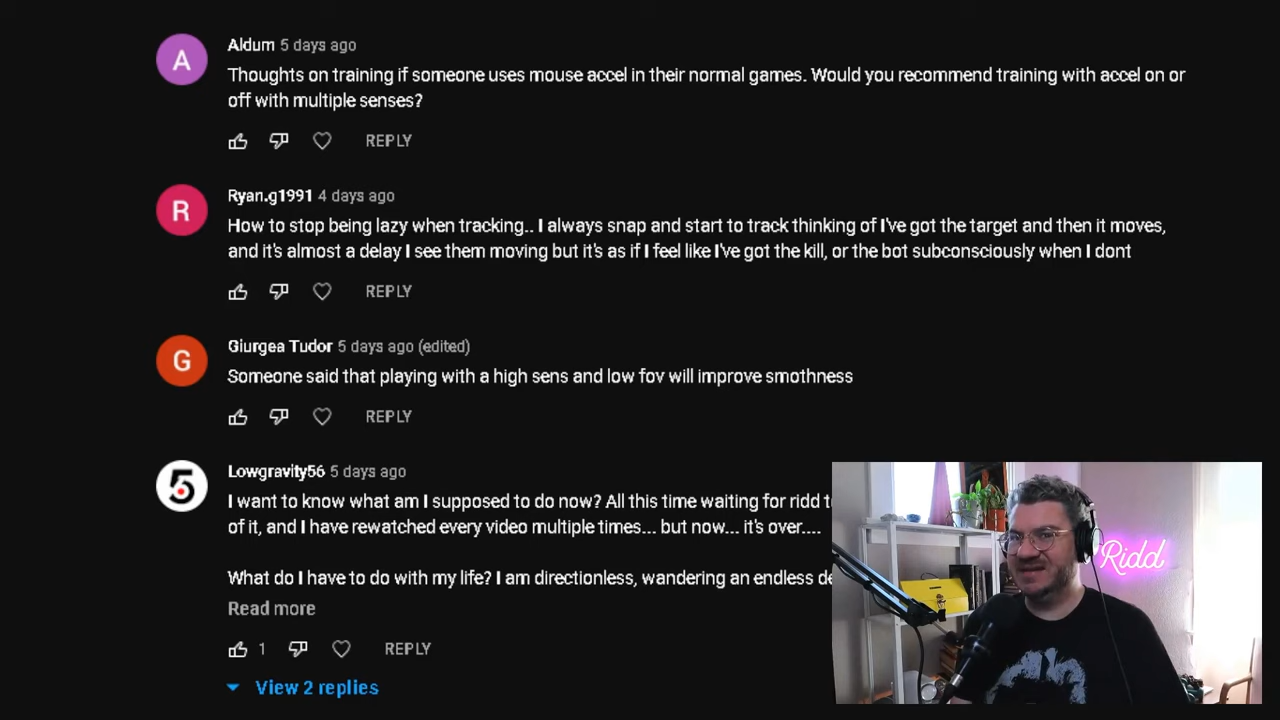 A
Aldum 5 days ago
Thoughts on training if someone uses mouse accel in their normal games. Would you recommend training with accel on or
off with multiple senses?
REPLY
R
Ryan.g1991 4 days ago
How to stop being lazy when tracking.. I always snap and start to track thinking of I've got the target and then it moves,
and it's almost a delay I see them moving but it's as if I feel like I've got the kill, or the bot subconsciously when I dont
REPLY
G
Giurgea Tudor 5 days ago (edited)
Someone said that playing with a high sens and low fov will improve smothness
REPLY
5
Lowgravity56 5 days ago
I want to know what am I supposed to do now? All this time waiting for ridd
of it, and I have rewatched every video multiple times... but now... it's over....
What do I have to do with my life? I am directionless, wandering an endless
Read more
1 REPLY
View 2 replies
Ridd